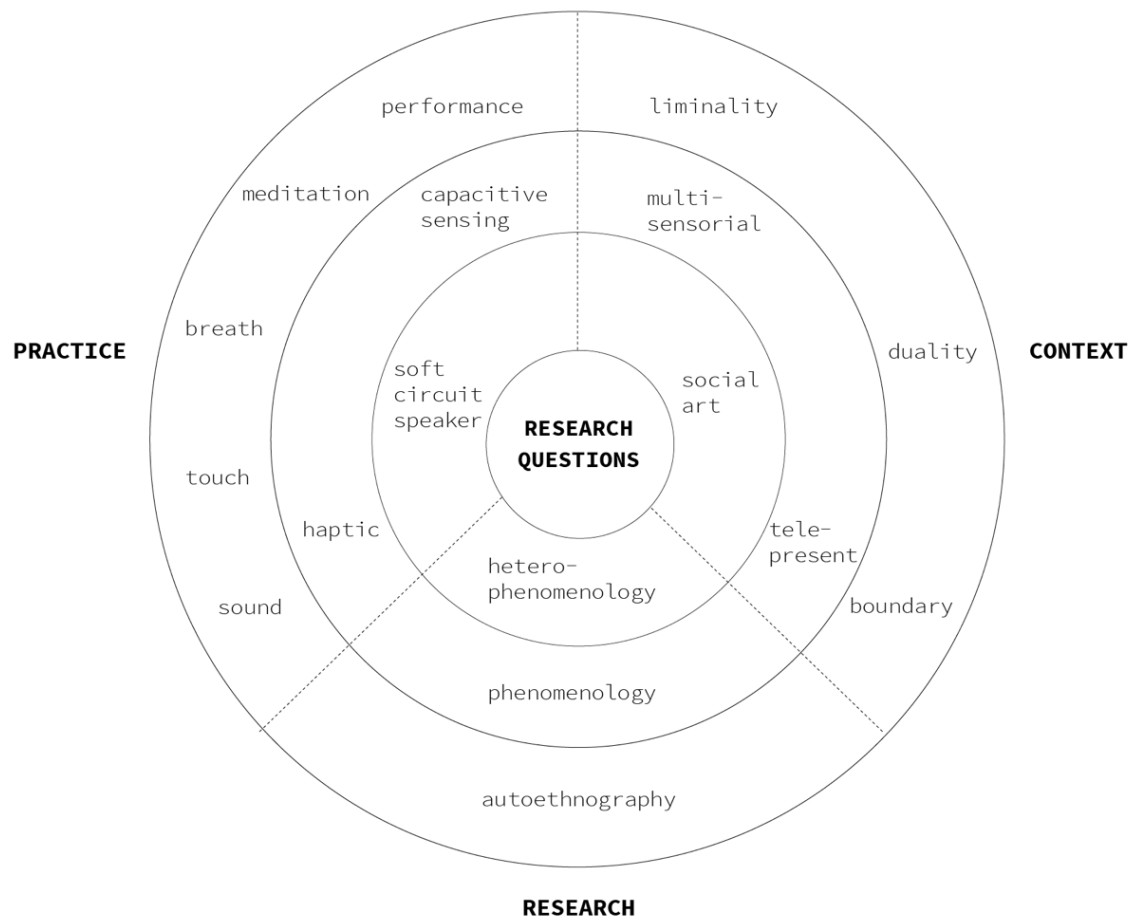 performance
liminality
meditation
capacitive
sensing
multi-
sensorial
breath
PRACTICE
duality
CONTEXT
soft
circuit
speaker
social
art
RESEARCH
QUESTIONS
touch
haptic
tele-
present
hetero-
phenomenology
sound
boundary
phenomenology
autoethnography
RESEARCH